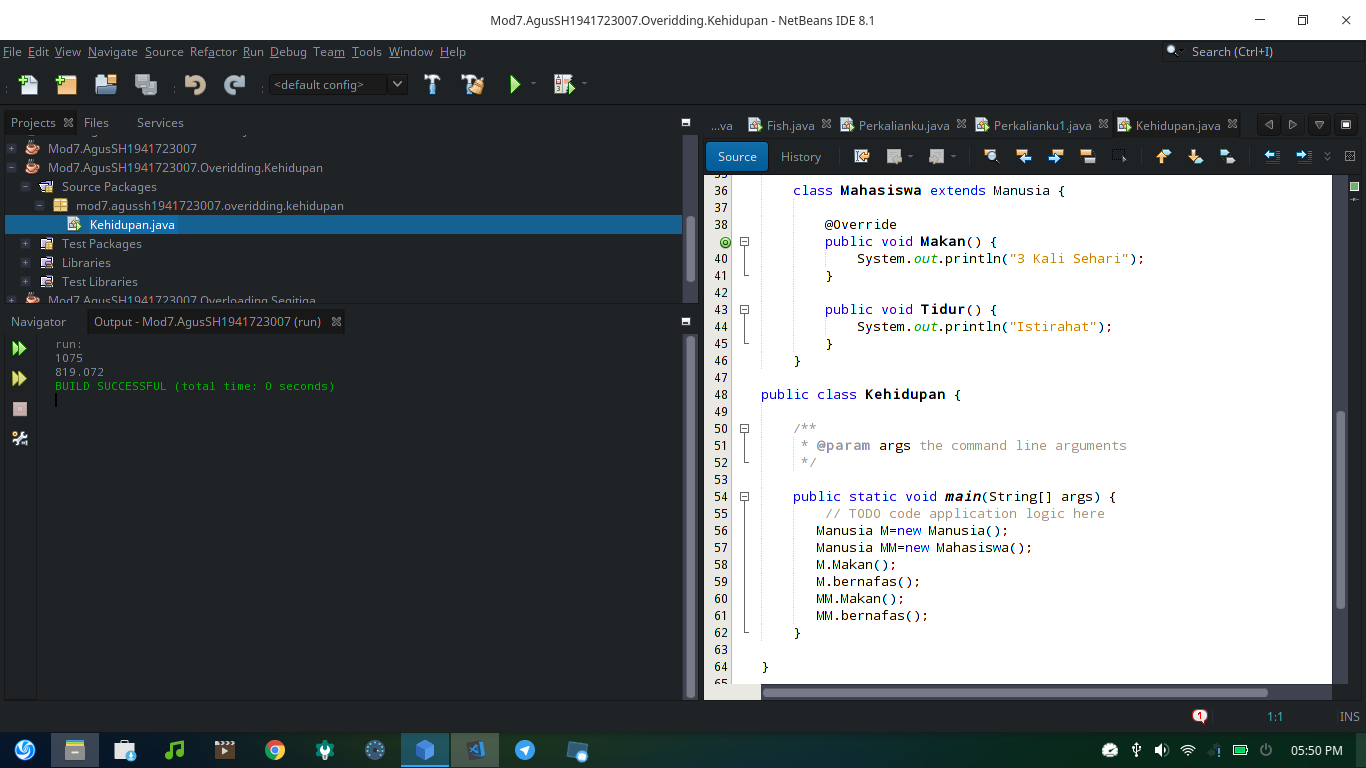 Mod7.AgusSH1941723007.Overidding.Kehidupan - NetBeans IDE 8.1
File Edit View Navigate Source Refactor Run Debug Team Tools Window Help
Search (Ctrl+I)
<default config>
Projects Files Services
Mod7.AgusSH1941723007
Mod7.AgusSH1941723007.Overidding.Kehidupan
Source Packages
mod7.agussh1941723007.overidding.kehidupan
Kehidupan.java
Test Packages
Libraries
Test Libraries
Mod7.AgusSH1941723007.Overloading.Segitiga
Navigator Output - Mod7.AgusSH1941723007 (run)
run:
1075
819.072
BUILD SUCCESSFUL (total time: 0 seconds)
...va Fish.java Perkalianku.java Perkalianku1.java Kehidupan.java
Source History
35
36 class Mahasiswa extends Manusia {
37
38 @Override
public void Makan() {
40 System.out.println("3 Kali Sehari");
41 }
42
43 public void Tidur() {
44 System.out.println("Istirahat");
45 }
46 }
47
48 public class Kehidupan {
49
50 /**
51 * @param args the command line arguments
52 */
53
54 public static void main(String[] args) {
55 // TODO code application logic here
56 Manusia M=new Manusia();
57 Manusia MM=new Mahasiswa();
58 M.Makan();
59 M.bernafas();
60 MM.Makan();
61 MM.bernafas();
62 }
63
64 }
65
1 1:1 INS
05:50 PM